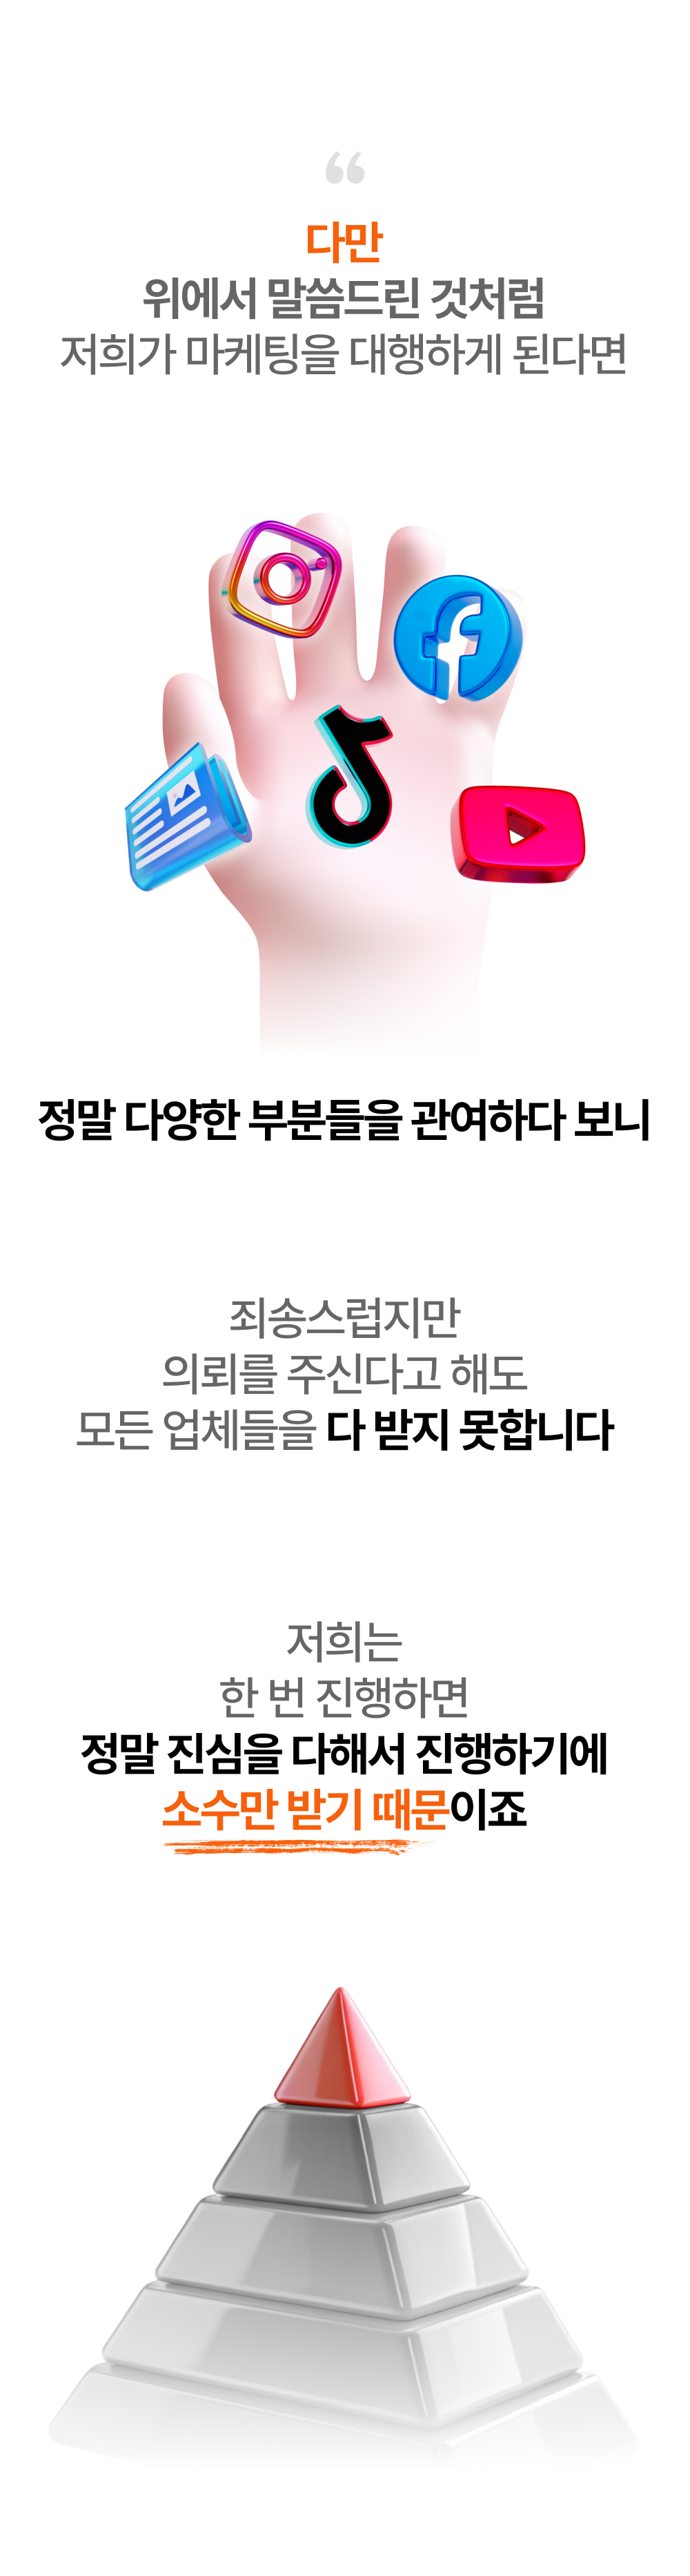 다만
위에서 말씀드린 것처럼
저희가 마케팅을 대행하게 된다면
정말 다양한 부분들을 관여하다 보니
죄송스럽지만
의뢰를 주신다고 해도
모든 업체들을 다 받지 못합니다
저희는
한 번 진행하면
정말 진심을 다해서 진행하기에
소수만 받기 때문이죠